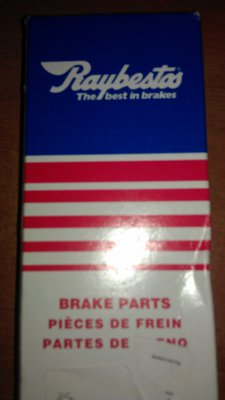 Raybestos
The best in brakes
BRAKE PARTS
PIÈCES DE FREIN
PARTES DE